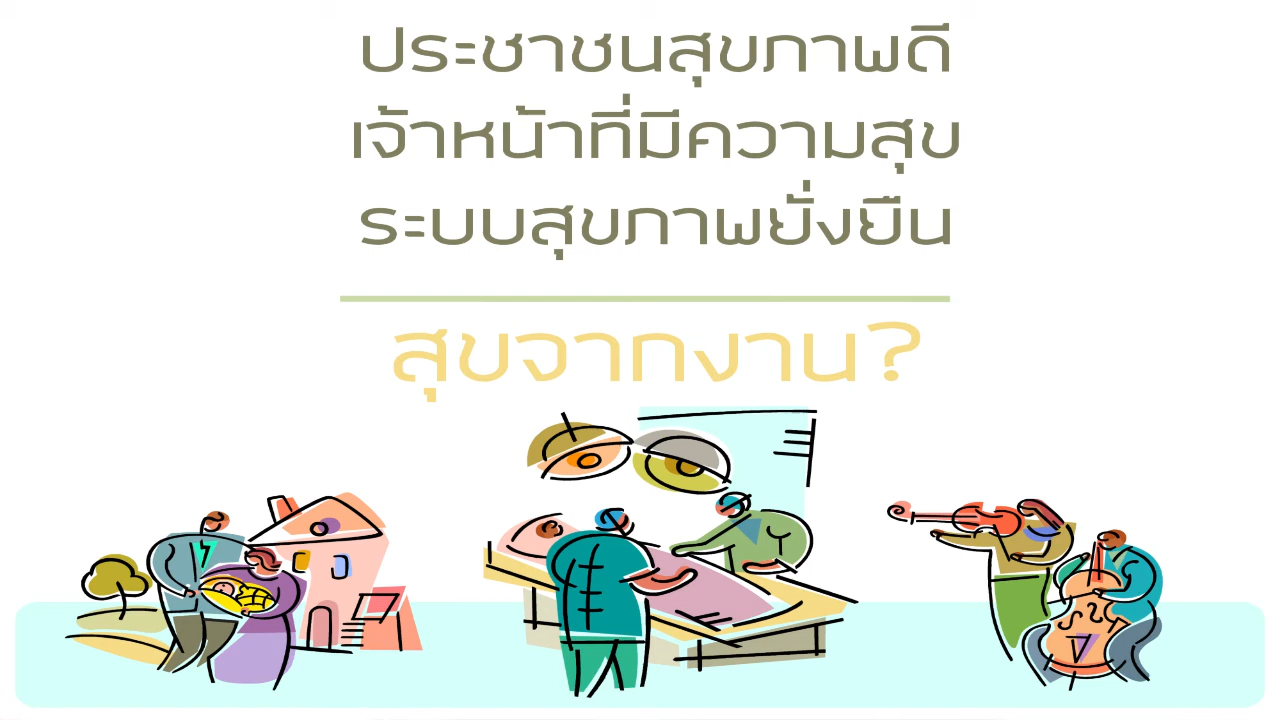 ประชาชนสุขภาพดี
เจ้าหน้าที่มีความสุข
ระบบสุขภาพยั่งยืน
สุขจากงาน?